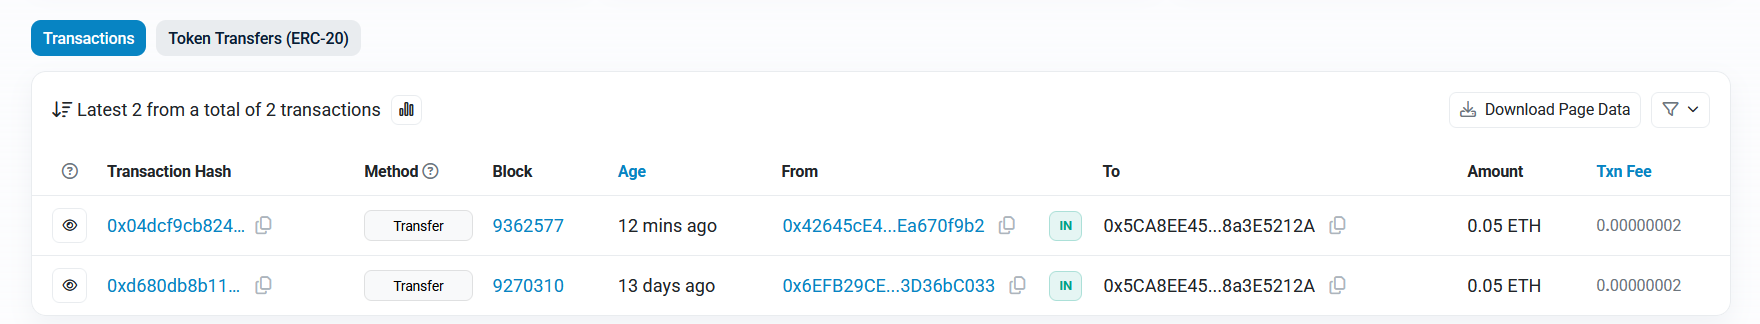 Transactions Token Transfers (ERC-20)
Latest 2 from a total of 2 transactions Download Page Data
Transaction Hash Method Block Age From To Amount Txn Fee
0x04dcf9cb824... Transfer 9362577 12 mins ago 0x42645cE4...Ea670f9b2 IN 0x5CA8EE45...8a3E5212A 0.05 ETH 0.00000002
0xd680db8b11... Transfer 9270310 13 days ago 0x6EFB29CE...3D36bC033 IN 0x5CA8EE45...8a3E5212A 0.05 ETH 0.00000002